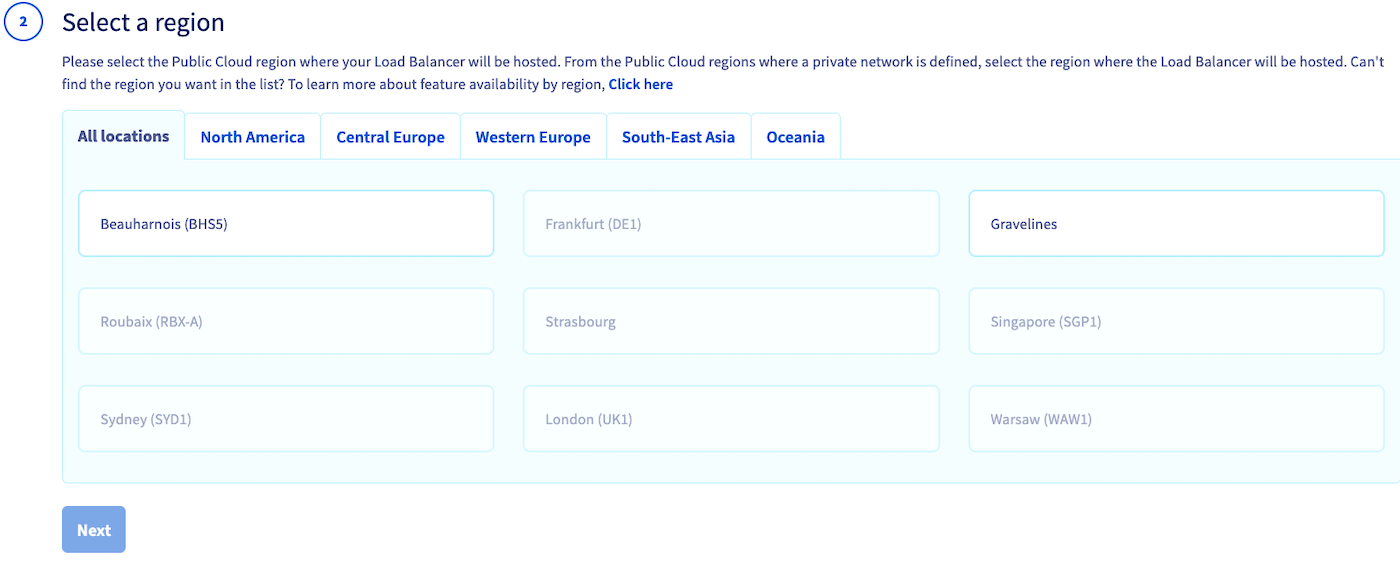 2
Select a region
Please select the Public Cloud region where your Load Balancer will be hosted. From the Public Cloud regions where a private network is defined, select the region where the Load Balancer will be hosted. Can't
find the region you want in the list? To learn more about feature availability by region, Click here
All locations North America Central Europe Western Europe South-East Asia Oceania
Beauharnois (BHS5) Frankfurt (DE1) Gravelines
Roubaix (RBX-A) Strasbourg Singapore (SGP1)
Sydney (SYD1) London (UK1) Warsaw (WAW1)
Next